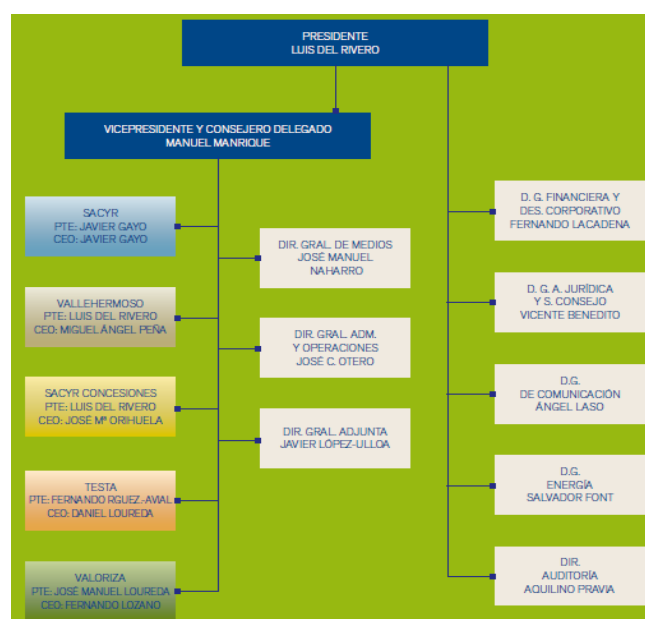 PRESIDENTE
LUIS DEL RIVERO
VICEPRESIDENTE Y CONSEJERO DELEGADO
MANUEL MANRIQUE
SACYR
PTE: JAVIER GAYO
CEO: JAVIER GAYO
VALLEHERMOSO
PTE: LUIS DEL RIVERO
CEO: MIGUEL ÁNGEL PEÑA
SACYR CONCESIONES
PTE: LUIS DEL RIVERO
CEO: JOSÉ Mª ORIHUELA
TESTA
PTE: FERNANDO RGUEZ.-AVIAL
CEO: DANIEL LOUREDA
VALORIZA
PTE: JOSÉ MANUEL LOUREDA
CEO: FERNANDO LOZANO
DIR. GRAL. DE MEDIOS
JOSÉ MANUEL
NAHARRO
DIR. GRAL. ADM.
Y OPERACIONES
JOSÉ C. OTERO
DIR. GRAL. ADJUNTA
JAVIER LÓPEZ-ULLOA
D. G. FINANCIERA Y
DES. CORPORATIVO
FERNANDO LACADENA
D. G. A. JURÍDICA
Y S. CONSEJO
VICENTE BENEDITO
D.G.
DE COMUNICACIÓN
ÁNGEL LASO
D.G.
ENERGÍA
SALVADOR FONT
DIR.
AUDITORÍA
AQUILINO PRAVIA